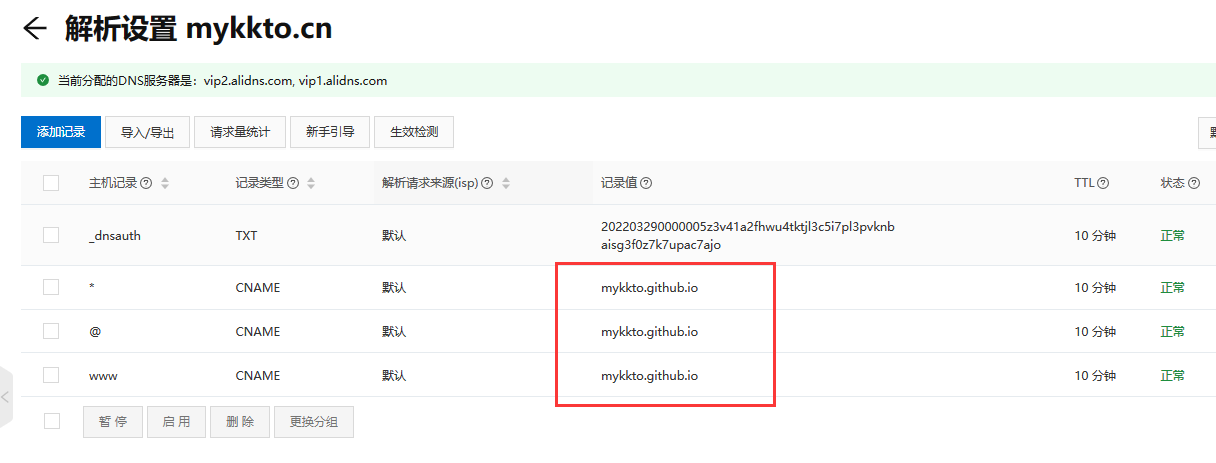 解析设置 mykkto.cn
当前分配的DNS服务器是：vip2.alidns.com, vip1.alidns.com
添加记录 导入/导出 请求量统计 新手引导 生效检测
主机记录 记录类型 解析请求来源(isp) 记录值 TTL 状态
_dnsauth TXT 默认 202203290000005z3v41a2fhwu4tktjl3c5i7pl3pvknb 10 分钟 正常
aisg3f0z7k7upac7ajo
* CNAME 默认 mykkto.github.io 10 分钟 正常
@ CNAME 默认 mykkto.github.io 10 分钟 正常
www CNAME 默认 mykkto.github.io 10 分钟 正常
暂 停 启 用 删 除 更换分组